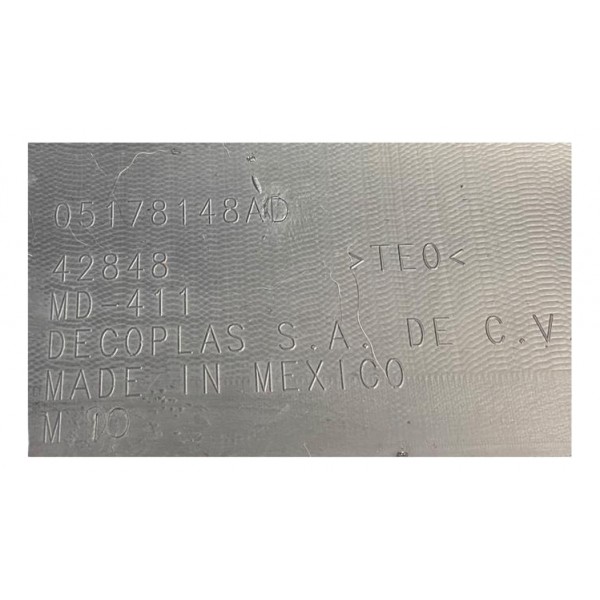 05178148AD
42848 >TEO<
MD-411
DECOPLAS S.A. DE C.V
MADE IN MEXICO
M 10